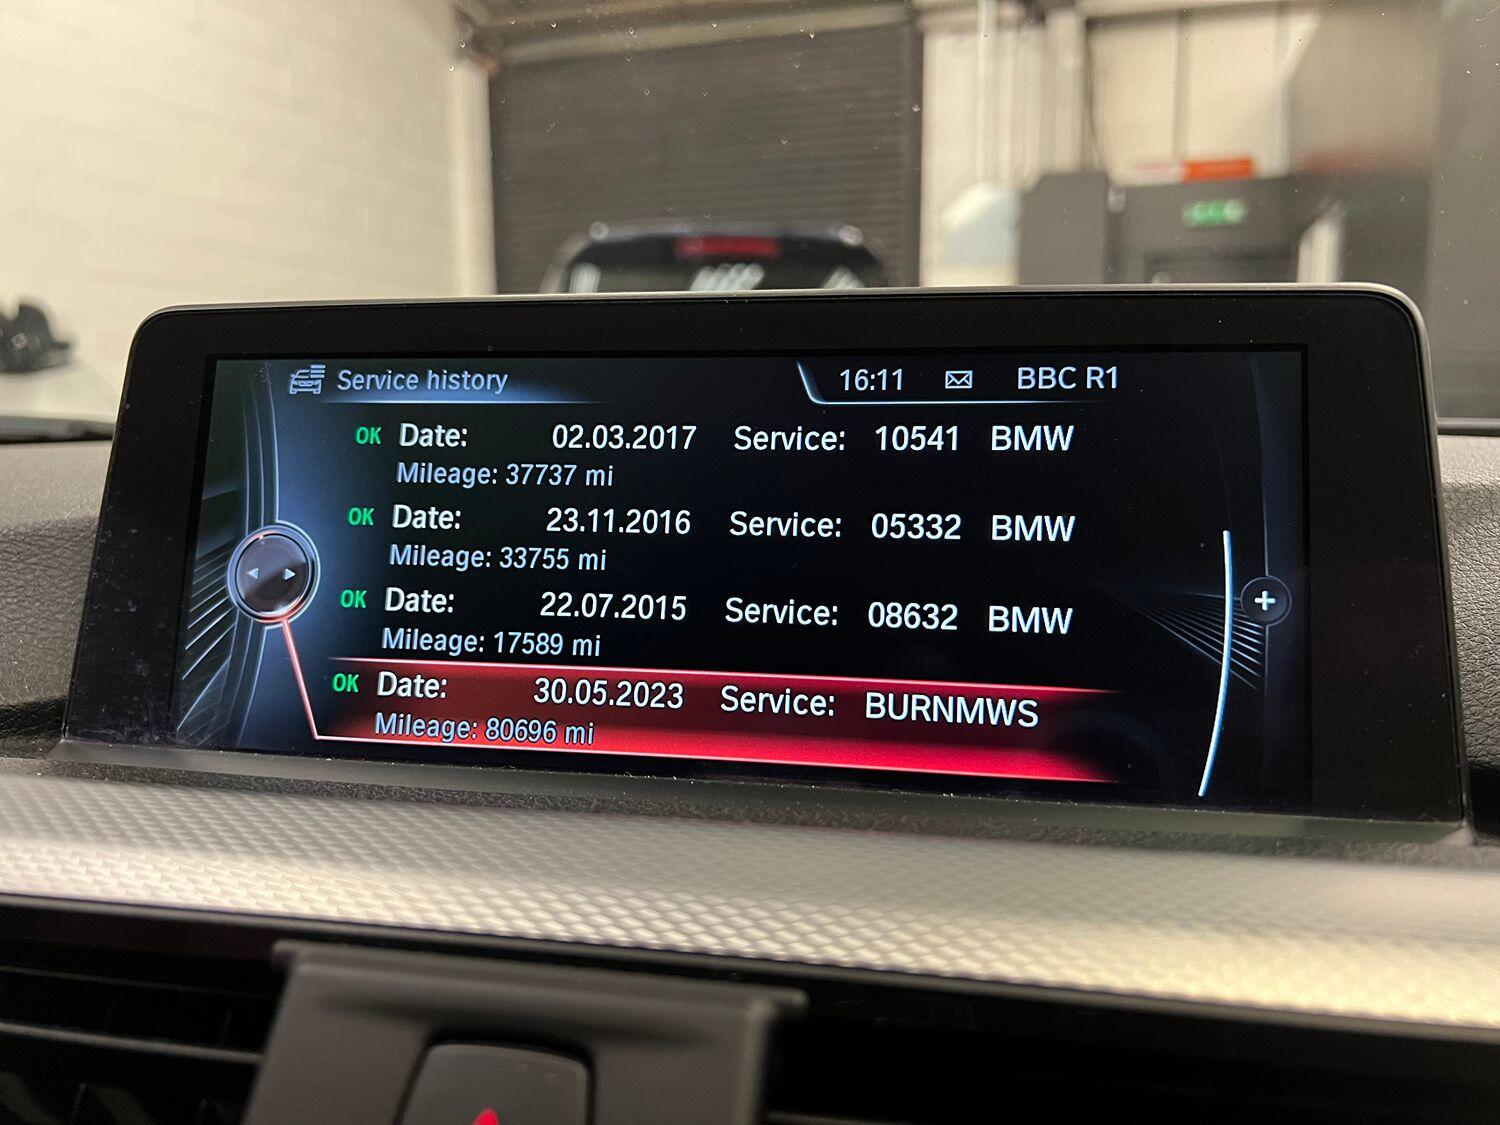 Service history 16:11 BBC R1
OK Date: 02.03.2017 Service: 10541 BMW
Mileage: 37737 mi
OK Date: 23.11.2016 Service: 05332 BMW
Mileage: 33755 mi
OK Date: 22.07.2015 Service: 08632 BMW
Mileage: 17589 mi
OK Date: 30.05.2023 Service: BURNMWS
Mileage: 80696 mi